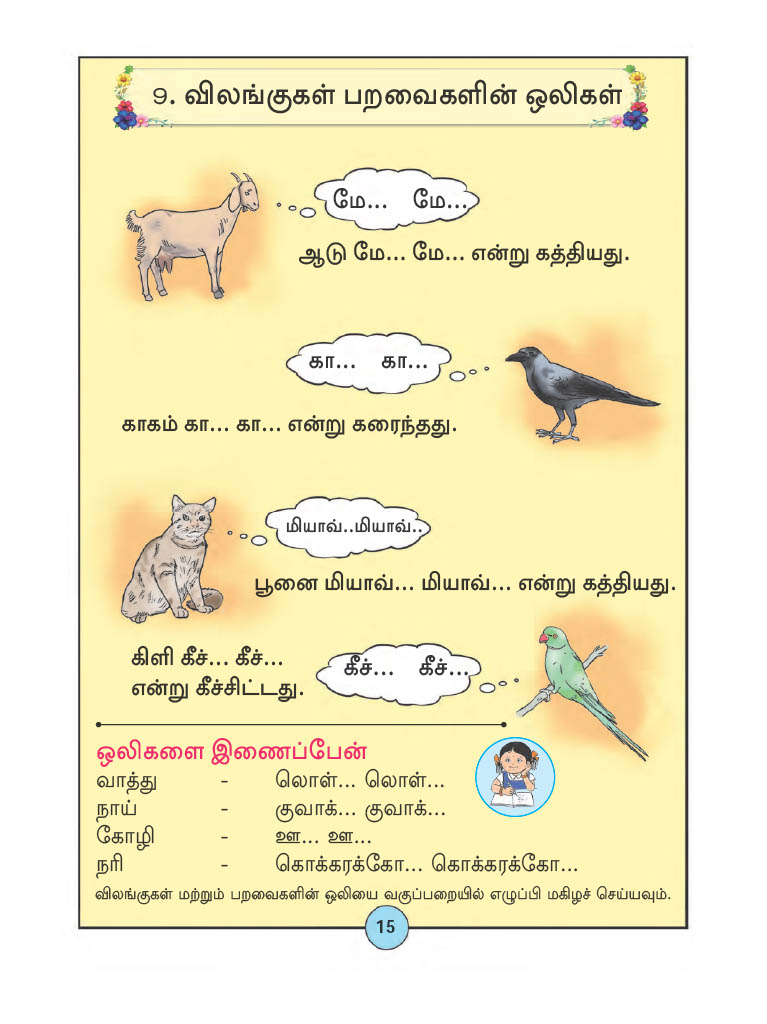 9. விலங்குகள் பறவைகளின் ஒலிகள்
மே... மே...
ஆடு மே... மே... என்று கத்தியது.
கா... கா...
காகம் கா... கா... என்று கரைந்தது.
மியாவ்..மியாவ்..
பூனை மியாவ்... மியாவ்... என்று கத்தியது.
கிளி கீச்... கீச்...
என்று கீச்சிட்டது.
கீச்... கீச்...
ஒலிகளை இணைப்பேன்
வாத்து - லொள்... லொள்...
நாய் - குவாக்... குவாக்...
கோழி - ஊ... ஊ...
நரி - கொக்கரக்கோ... கொக்கரக்கோ...
விலங்குகள் மற்றும் பறவைகளின் ஒலியை வகுப்பறையில் எழுப்பி மகிழச் செய்யவும்.
15